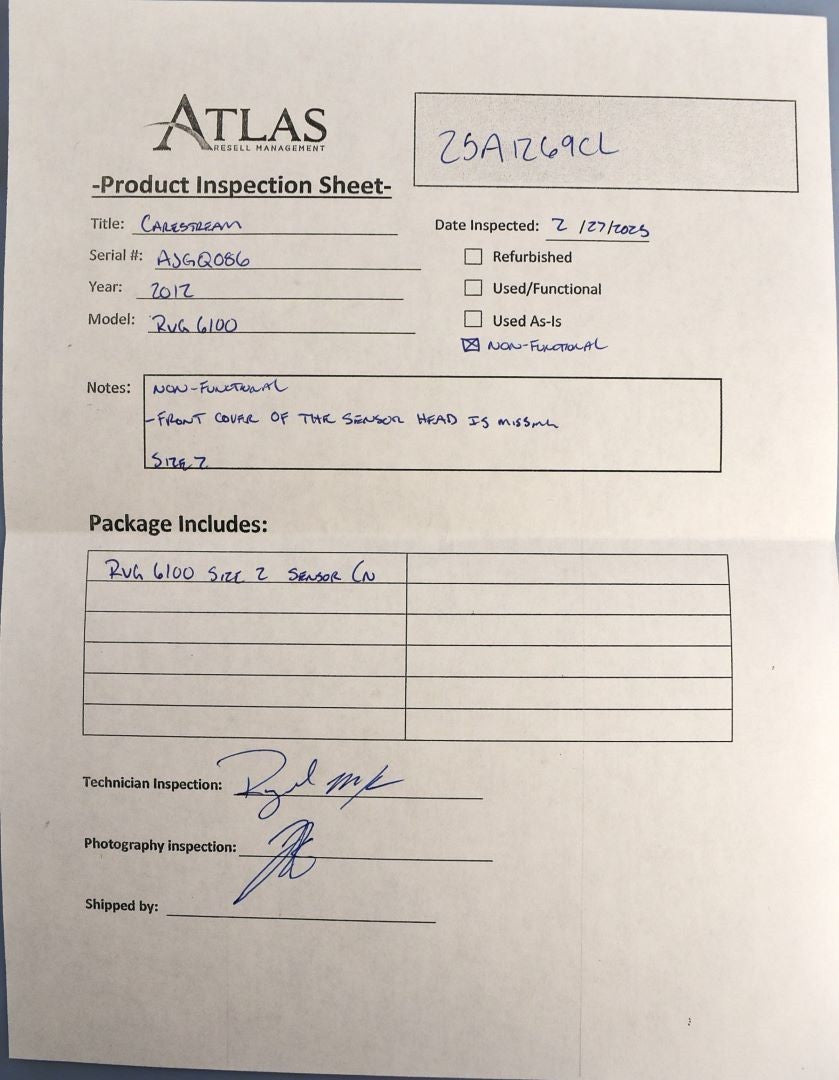 ATLAS
RESELL MANAGEMENT
25A1269CL
-Product Inspection Sheet-
Title: CARESTREAM
Date Inspected: 2 /27/2025
Serial #: AJGQ086
Refurbished
Year: 2012
Used/Functional
Model: RVG 6100
Used As-Is
NON-FUNCTIONAL
Notes: NON-FUNCTIONAL
-FRONT COVER OF THE SENSOR HEAD IS MISSING
SIZE 2
Package Includes:
RVG 6100 SIZE 2 SENSOR
Technician Inspection:
Photography inspection:
Shipped by: